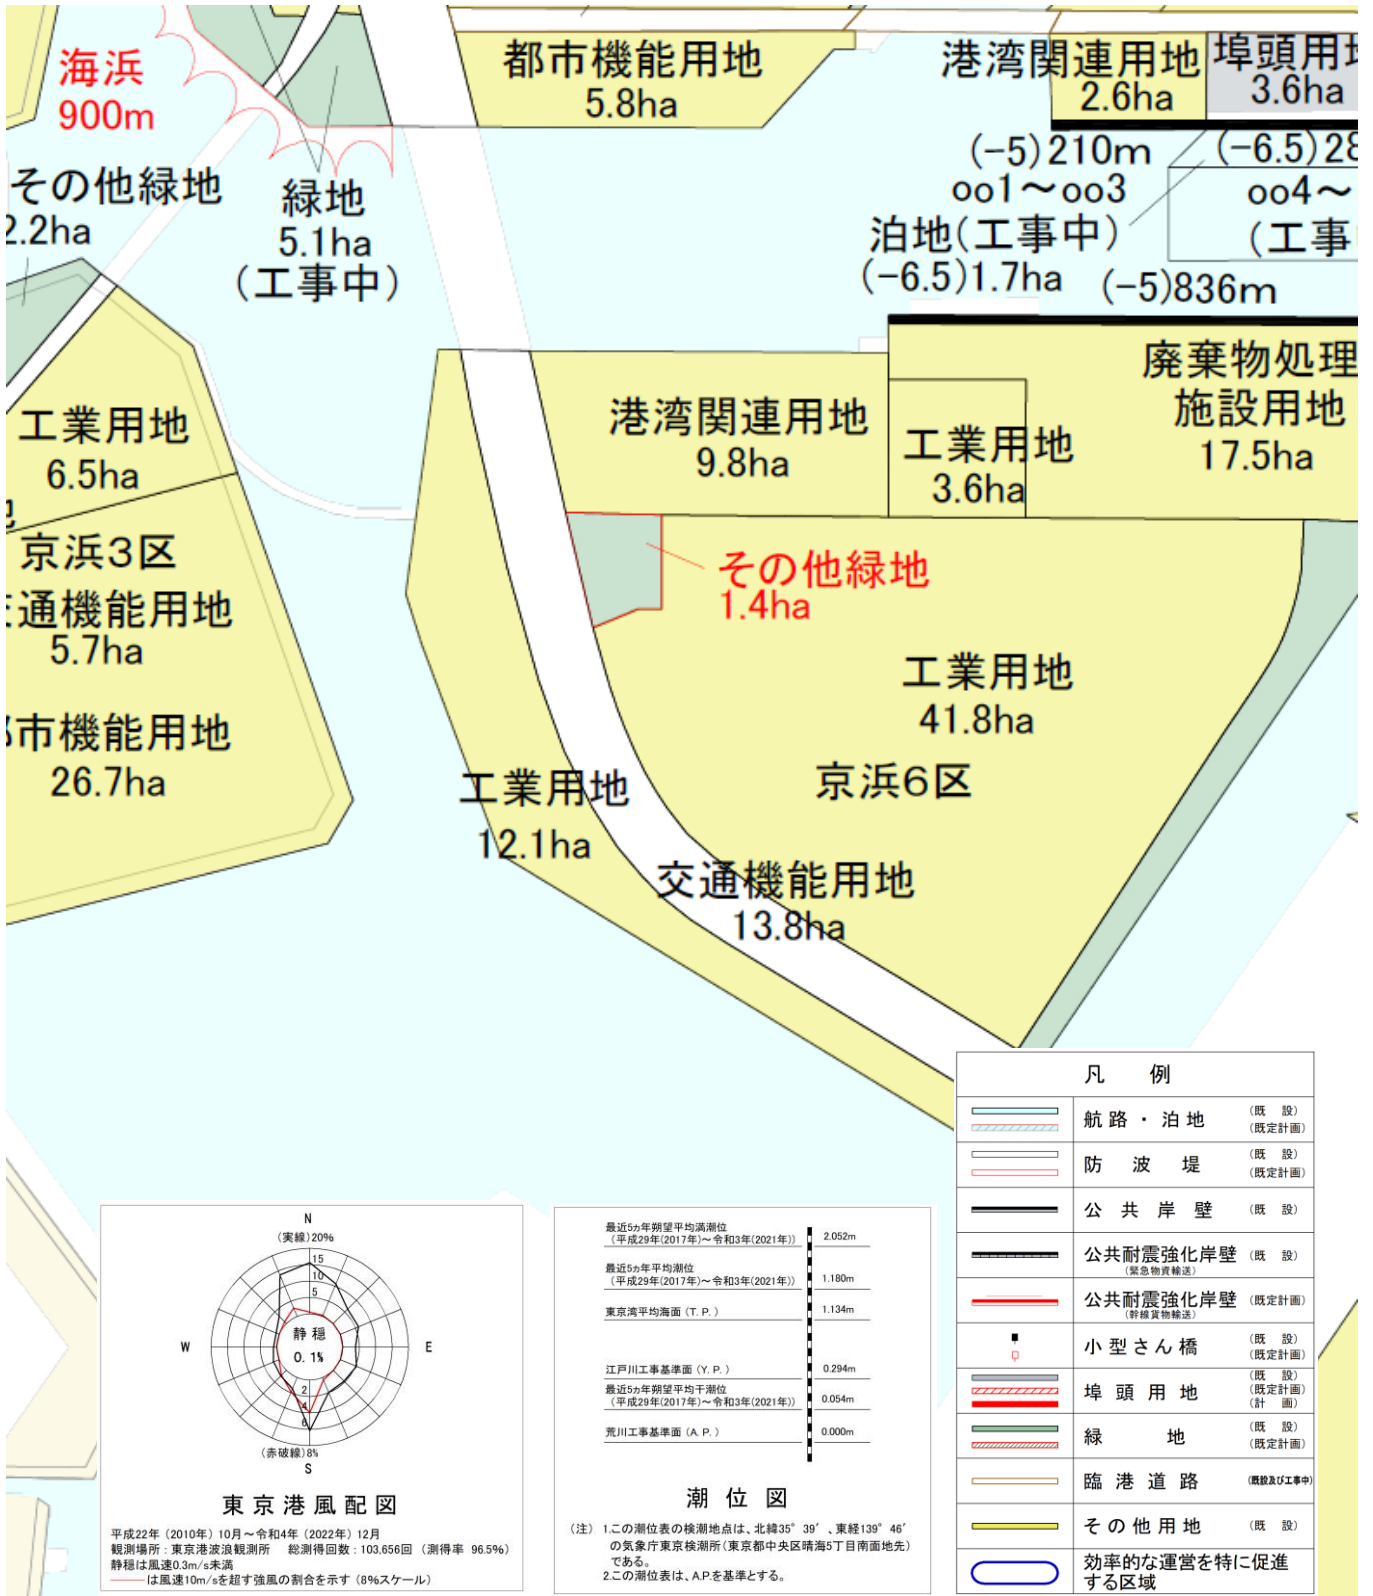 海浜
900m
都市機能用地
5.8ha
港湾関連用地
2.6ha
埠頭用
3.6ha
その他緑地
2.2ha
緑地
5.1ha
(工事中)
(-5)210m
oo1～oo3
泊地(工事中)
(-6.5)1.7ha
(-6.5)28
oo4～
(工事
(-5)836m
工業用地
6.5ha
港湾関連用地
9.8ha
工業用地
3.6ha
廃棄物処理
施設用地
17.5ha
京浜3区
通機能用地
5.7ha
市機能用地
26.7ha
その他緑地
1.4ha
工業用地
41.8ha
京浜6区
工業用地
12.1ha
交通機能用地
13.8ha
N
(実線)20%
15
10
5
W
静穏
0.1%
E
2
4
6
(赤破線)8%
S
東京港風配図
平成22年 (2010年) 10月～令和4年 (2022年) 12月
観測場所 : 東京港波浪観測所 総測得回数 : 103,656回 (測得率 96.5%)
静穏は風速0.3m/s未満
は風速10m/sを超す強風の割合を示す (8%スケール)
最近5ヵ年朔望平均満潮位
(平成29年(2017年)～令和3年(2021年)) 2.052m
最近5ヵ年平均潮位
(平成29年(2017年)～令和3年(2021年)) 1.180m
東京湾平均海面 (T. P. ) 1.134m
江戸川工事基準面 (Y. P. ) 0.294m
最近5ヵ年朔望平均干潮位
(平成29年(2017年)～令和3年(2021年)) 0.054m
荒川工事基準面 (A. P. ) 0.000m
潮位図
(注) 1.この潮位表の検潮地点は、北緯35° 39′ 、東経139° 46′
の気象庁東京検潮所(東京都中央区晴海5丁目南面地先)
である。
2.この潮位表は、A.P.を基準とする。
凡 例
航路・泊地 (既 設)
(既定計画)
防波堤 (既 設)
(既定計画)
公共岸壁 (既 設)
公共耐震強化岸壁 (既 設)
(緊急物資輸送)
公共耐震強化岸壁 (既定計画)
(幹線貨物輸送)
小型さん橋 (既 設)
(既定計画)
埠頭用地 (既 設)
(既定計画)
(計 画)
緑地 (既 設)
(既定計画)
臨港道路 (既設及び工事中)
その他用地 (既 設)
効率的な運営を特に促進
する区域